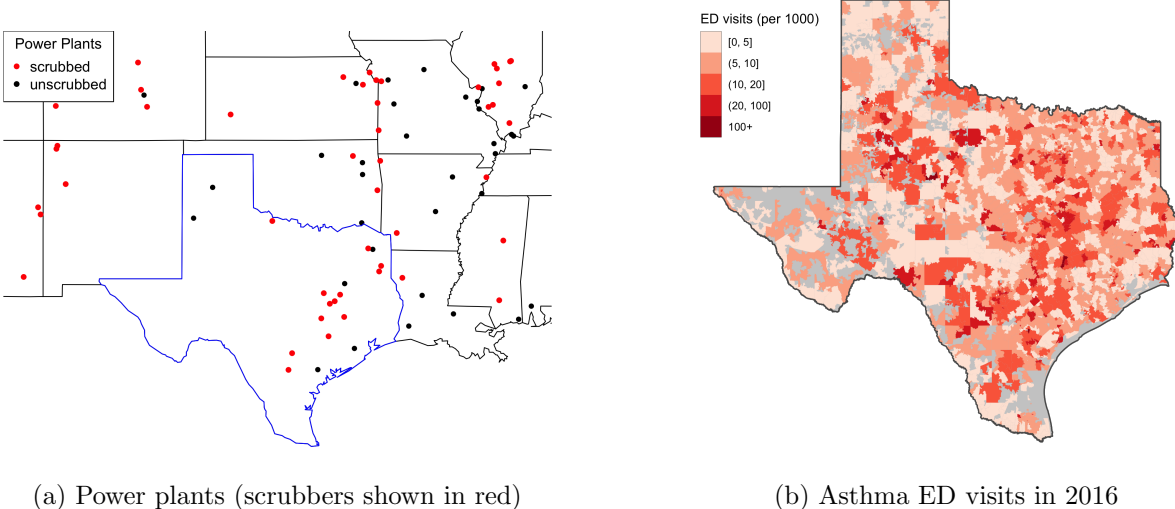 Power Plants
scrubbed
unscrubbed
ED visits (per 1000)
[0, 5]
(5, 10]
(10, 20]
(20, 100]
100+
(a) Power plants (scrubbers shown in red)
(b) Asthma ED visits in 2016